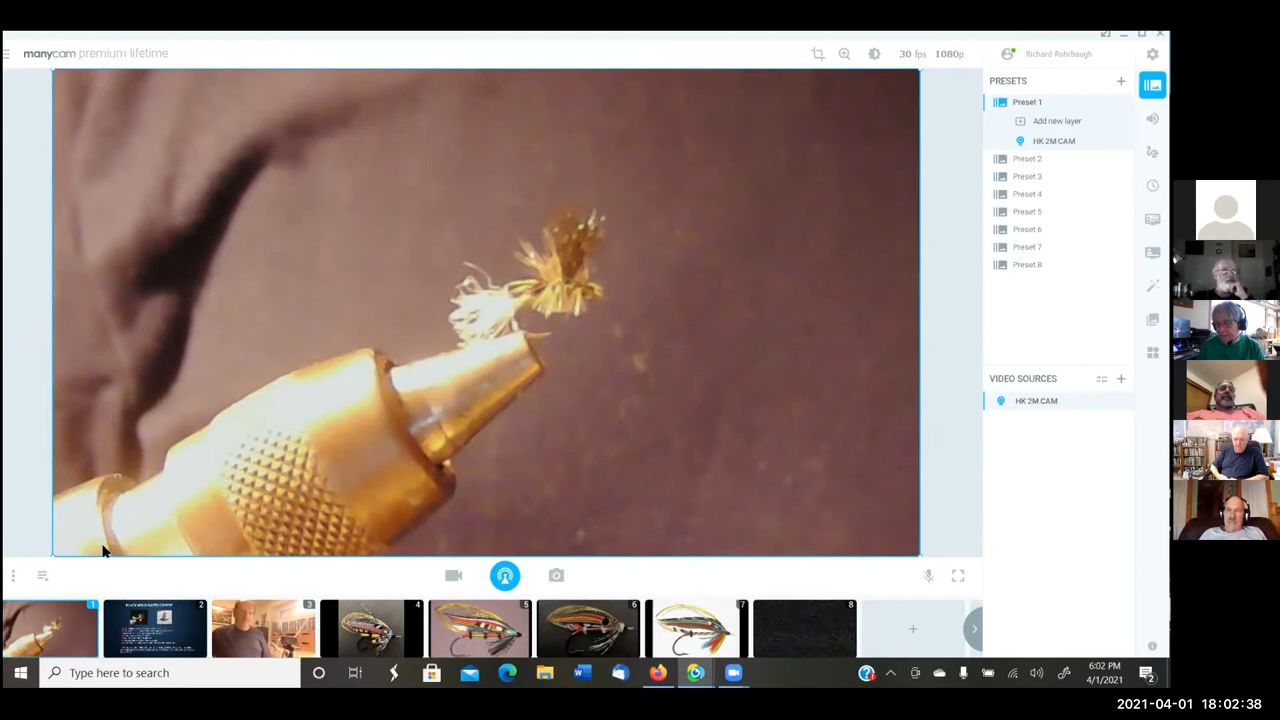 manycam premium lifetime
30 fps 1080p
Richard Rohrbaugh
PRESETS
Preset 1
Add new layer
HK 2M CAM
Preset 2
Preset 3
Preset 4
Preset 5
Preset 6
Preset 7
Preset 8
VIDEO SOURCES
HK 2M CAM
1
2
3
4
5
6
7
8
Type here to search
6:02 PM
4/1/2021
2
2021-04-01 18:02:38